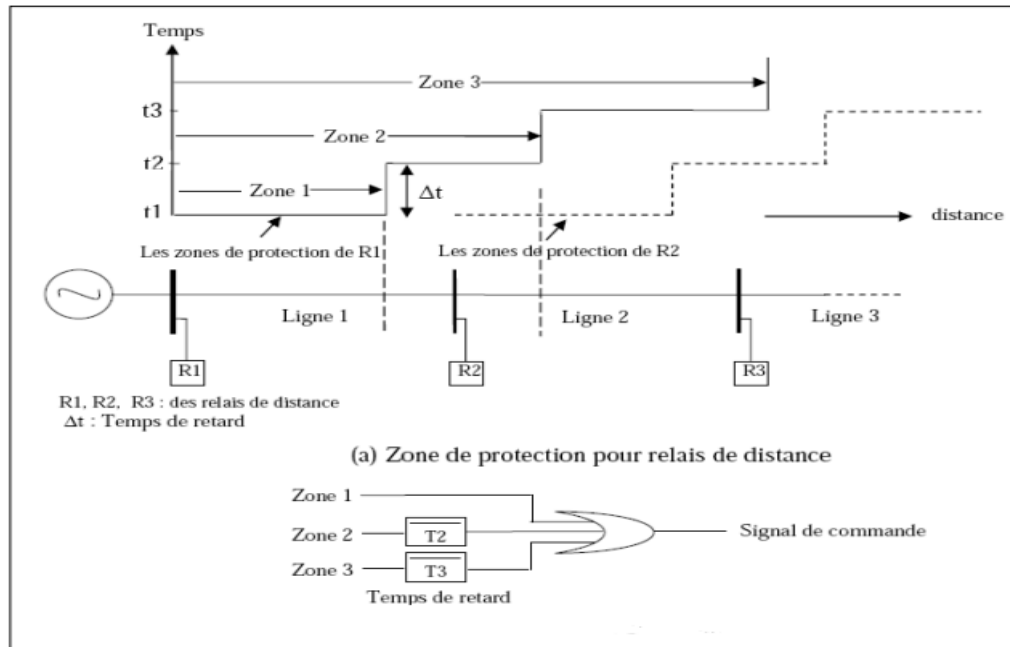 Temps
Zone 3
t3
Zone 2
t2
Zone 1
Δt
t1
distance
Les zones de protection de R1
Les zones de protection de R2
Ligne 1
Ligne 2
Ligne 3
R1
R2
R3
R1, R2, R3 : des relais de distance
Δt : Temps de retard
(a) Zone de protection pour relais de distance
Zone 1
Zone 2
T2
Signal de commande
Zone 3
T3
Temps de retard